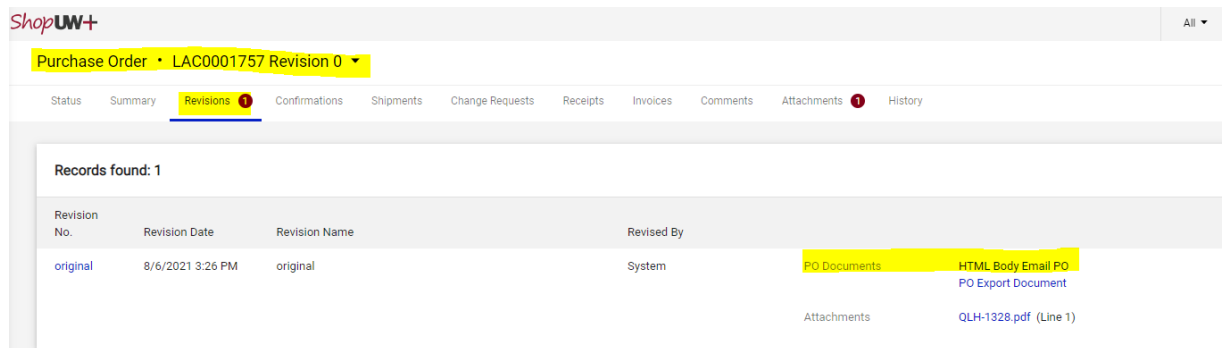 ShopUW+
All
Purchase Order • LAC0001757 Revision 0
Status Summary Revisions 1 Confirmations Shipments Change Requests Receipts Invoices Comments Attachments 1 History
Records found: 1
Revision
No. Revision Date Revision Name Revised By
original 8/6/2021 3:26 PM original System PO Documents HTML Body Email PO
PO Export Document
Attachments QLH-1328.pdf (Line 1)